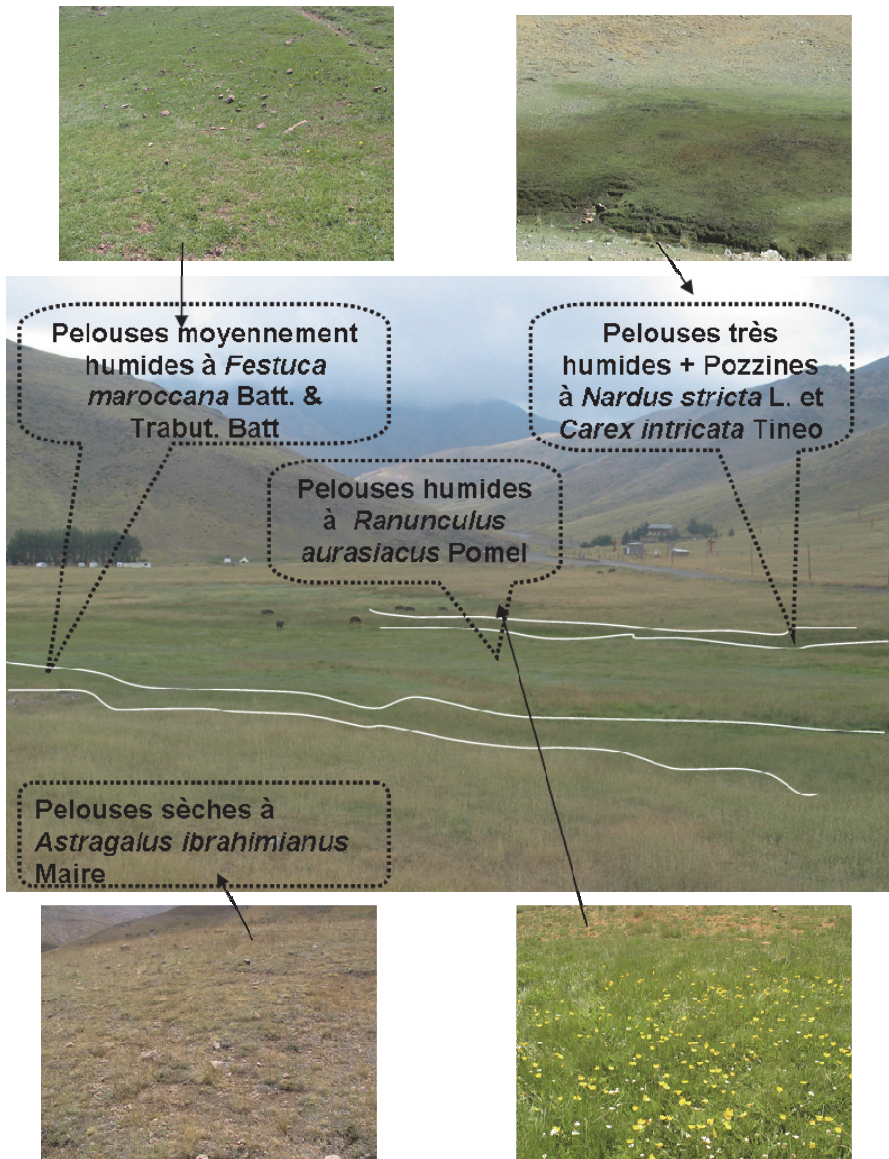 Pelouses moyennement
humides à Festuca
maroccana Batt. &
Trabut. Batt
Pelouses très
humides + Pozzines
à Nardus stricta L. et
Carex intricata Tineo
Pelouses humides
à Ranunculus
aurasiacus Pomel
Pelouses sèches à
Astragalus ibrahimianus
Maire